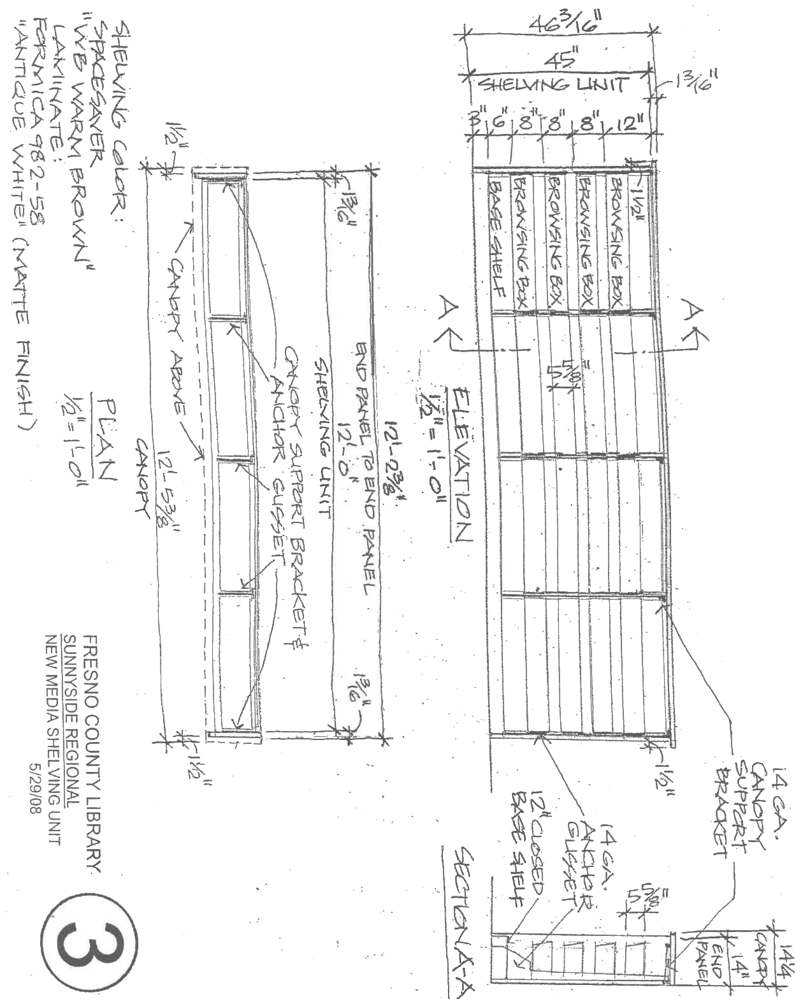 46 3/16"
45"
SHELVING UNIT
1 3/16"
3" 6" 8" 8" 8" 12"
1 1/2"
BROWSING BOX
BROWSING BOX
BROWSING BOX
BROWSING BOX
BASE SHELF
A
A
5 5/8"
1 1/2"
ELEVATION
1/2" = 1'-0"
14 GA.
CANOPY
SUPPORT
BRACKET
14 GA.
ANCHOR
GUSSET
12" CLOSED
BASE SHELF
5 5/8"
14 1/4
CANOPY
14"
END
PANEL
SECTION A-A
12'-2 3/8"
END PANEL TO END PANEL
1 3/16"
12'-0"
1 3/16"
SHELVING UNIT
CANOPY SUPPORT BRACKET &
ANCHOR GUSSET
CANOPY ABOVE
1 1/2"
12'-5 3/8"
1 1/2"
CANOPY
PLAN
1/2" = 1'-0"
SHELVING COLOR:
SPACESAVER
"WB WARM BROWN"
LAMINATE:
FORMICA 982-58
"ANTIQUE WHITE" (MATTE FINISH)
FRESNO COUNTY LIBRARY
SUNNYSIDE REGIONAL
NEW MEDIA SHELVING UNIT
5/29/08
3